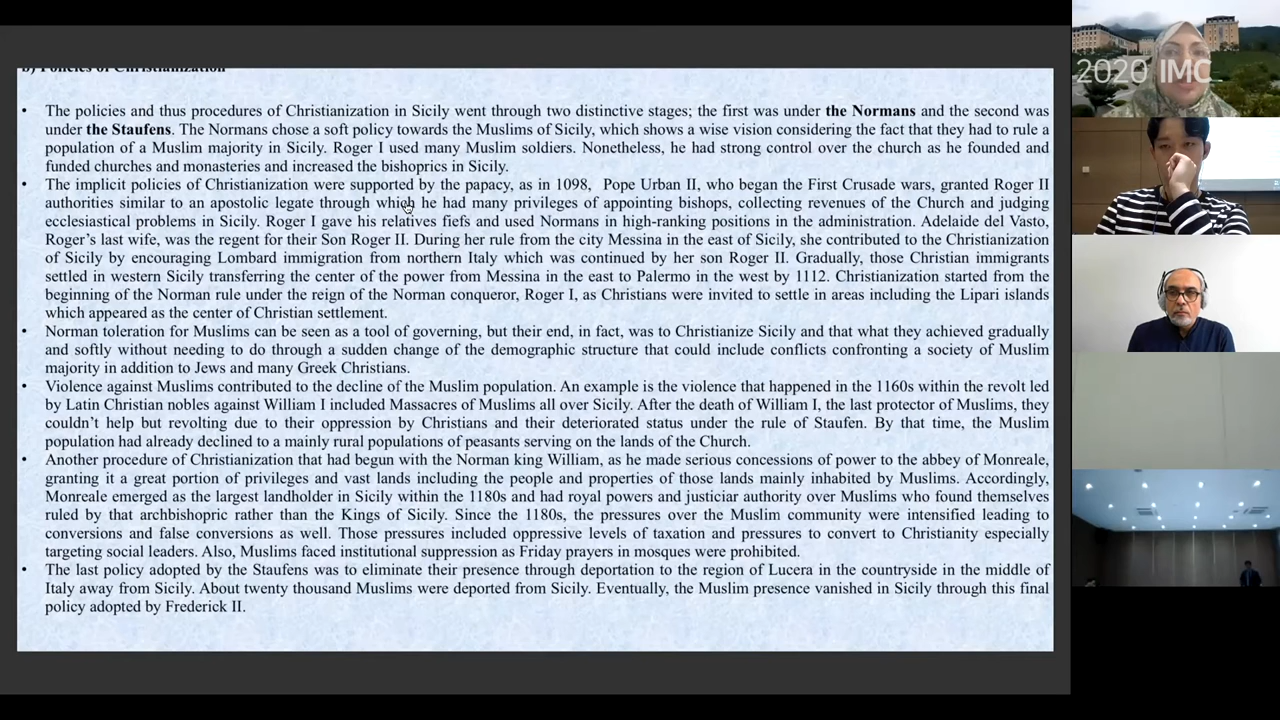 b) Policies of Christianization
• The policies and thus procedures of Christianization in Sicily went through two distinctive stages; the first was under the Normans and the second was
under the Staufens. The Normans chose a soft policy towards the Muslims of Sicily, which shows a wise vision considering the fact that they had to rule a
population of a Muslim majority in Sicily. Roger I used many Muslim soldiers. Nonetheless, he had strong control over the church as he founded and
funded churches and monasteries and increased the bishoprics in Sicily.
• The implicit policies of Christianization were supported by the papacy, as in 1098, Pope Urban II, who began the First Crusade wars, granted Roger II
authorities similar to an apostolic legate through which he had many privileges of appointing bishops, collecting revenues of the Church and judging
ecclesiastical problems in Sicily. Roger I gave his relatives fiefs and used Normans in high-ranking positions in the administration. Adelaide del Vasto,
Roger's last wife, was the regent for their Son Roger II. During her rule from the city Messina in the east of Sicily, she contributed to the Christianization
of Sicily by encouraging Lombard immigration from northern Italy which was continued by her son Roger II. Gradually, those Christian immigrants
settled in western Sicily transferring the center of the power from Messina in the east to Palermo in the west by 1112. Christianization started from the
beginning of the Norman rule under the reign of the Norman conqueror, Roger I, as Christians were invited to settle in areas including the Lipari islands
which appeared as the center of Christian settlement.
• Norman toleration for Muslims can be seen as a tool of governing, but their end, in fact, was to Christianize Sicily and that what they achieved gradually
and softly without needing to do through a sudden change of the demographic structure that could include conflicts confronting a society of Muslim
majority in addition to Jews and many Greek Christians.
• Violence against Muslims contributed to the decline of the Muslim population. An example is the violence that happened in the 1160s within the revolt led
by Latin Christian nobles against William I included Massacres of Muslims all over Sicily. After the death of William I, the last protector of Muslims, they
couldn't help but revolting due to their oppression by Christians and their deteriorated status under the rule of Staufen. By that time, the Muslim
population had already declined to a mainly rural populations of peasants serving on the lands of the Church.
• Another procedure of Christianization that had begun with the Norman king William, as he made serious concessions of power to the abbey of Monreale,
granting it a great portion of privileges and vast lands including the people and properties of those lands mainly inhabited by Muslims. Accordingly,
Monreale emerged as the largest landholder in Sicily within the 1180s and had royal powers and justiciar authority over Muslims who found themselves
ruled by that archbishopric rather than the Kings of Sicily. Since the 1180s, the pressures over the Muslim community were intensified leading to
conversions and false conversions as well. Those pressures included oppressive levels of taxation and pressures to convert to Christianity especially
targeting social leaders. Also, Muslims faced institutional suppression as Friday prayers in mosques were prohibited.
• The last policy adopted by the Staufens was to eliminate their presence through deportation to the region of Lucera in the countryside in the middle of
Italy away from Sicily. About twenty thousand Muslims were deported from Sicily. Eventually, the Muslim presence vanished in Sicily through this final
policy adopted by Frederick II.
2020 IMC